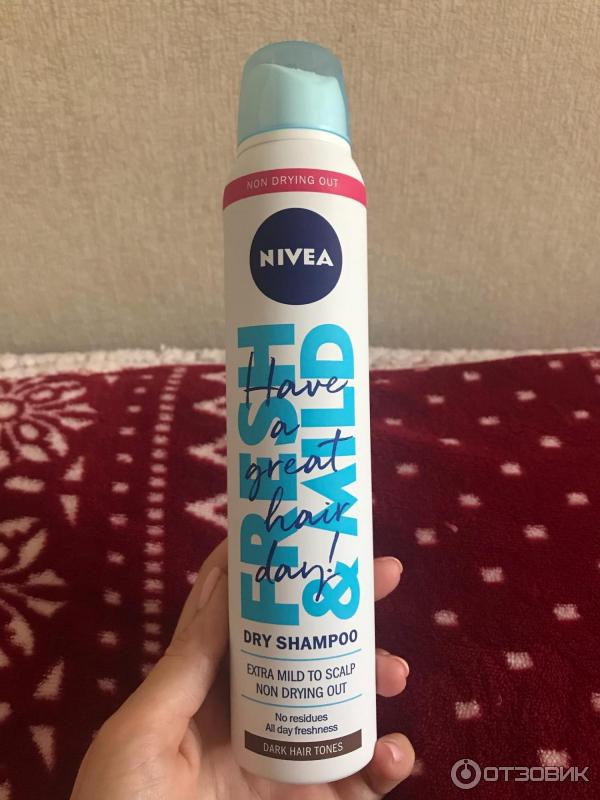 NON DRYING OUT
NIVEA
FRESH
& MILD
Have
a
great
hair
day!
DRY SHAMPOO
EXTRA MILD TO SCALP
NON DRYING OUT
No residues
All day freshness
DARK HAIR TONES
ОТЗОВИК